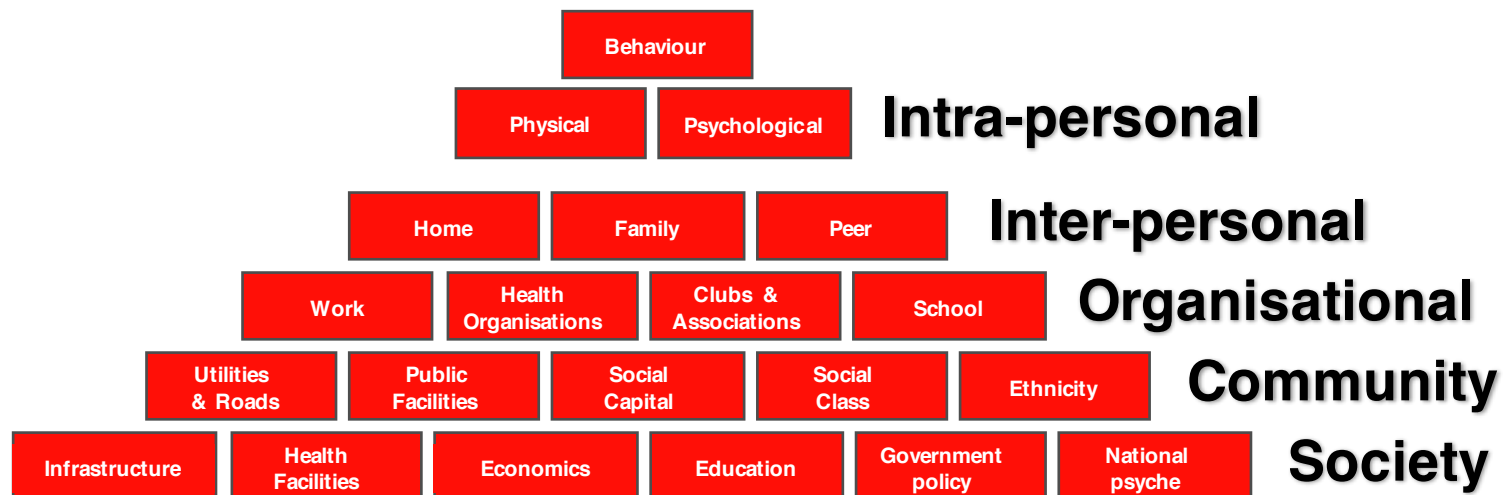 Behaviour
Physical
Psychological
Intra-personal
Home
Family
Peer
Inter-personal
Work
Health
Organisations
Clubs &
Associations
School
Organisational
Utilities
& Roads
Public
Facilities
Social
Capital
Social
Class
Ethnicity
Community
Infrastructure
Health
Facilities
Economics
Education
Government
policy
National
psyche
Society